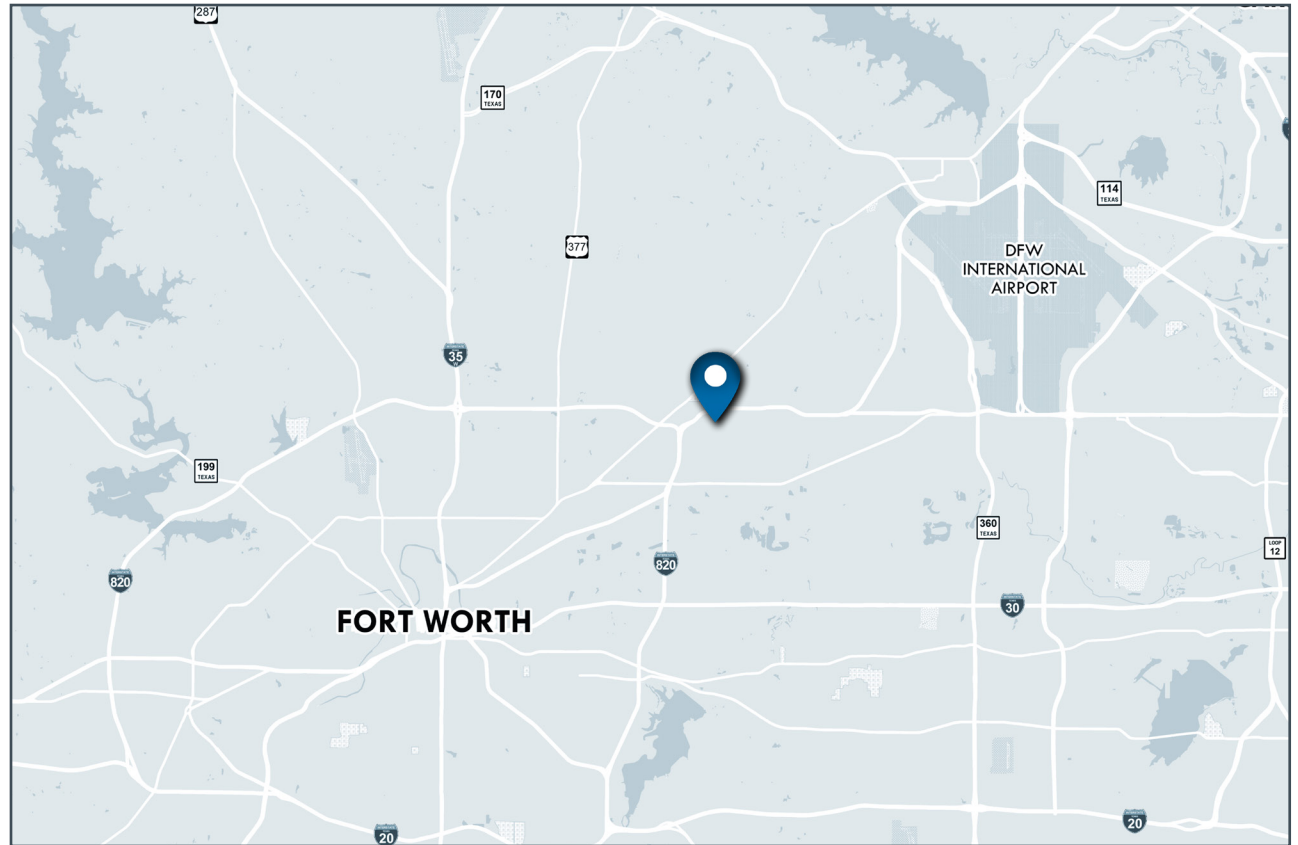 287
170
TEXAS
114
TEXAS
377
DFW
INTERNATIONAL
AIRPORT
35
199
TEXAS
360
TEXAS
LOOP
12
820
820
30
FORT WORTH
20
20